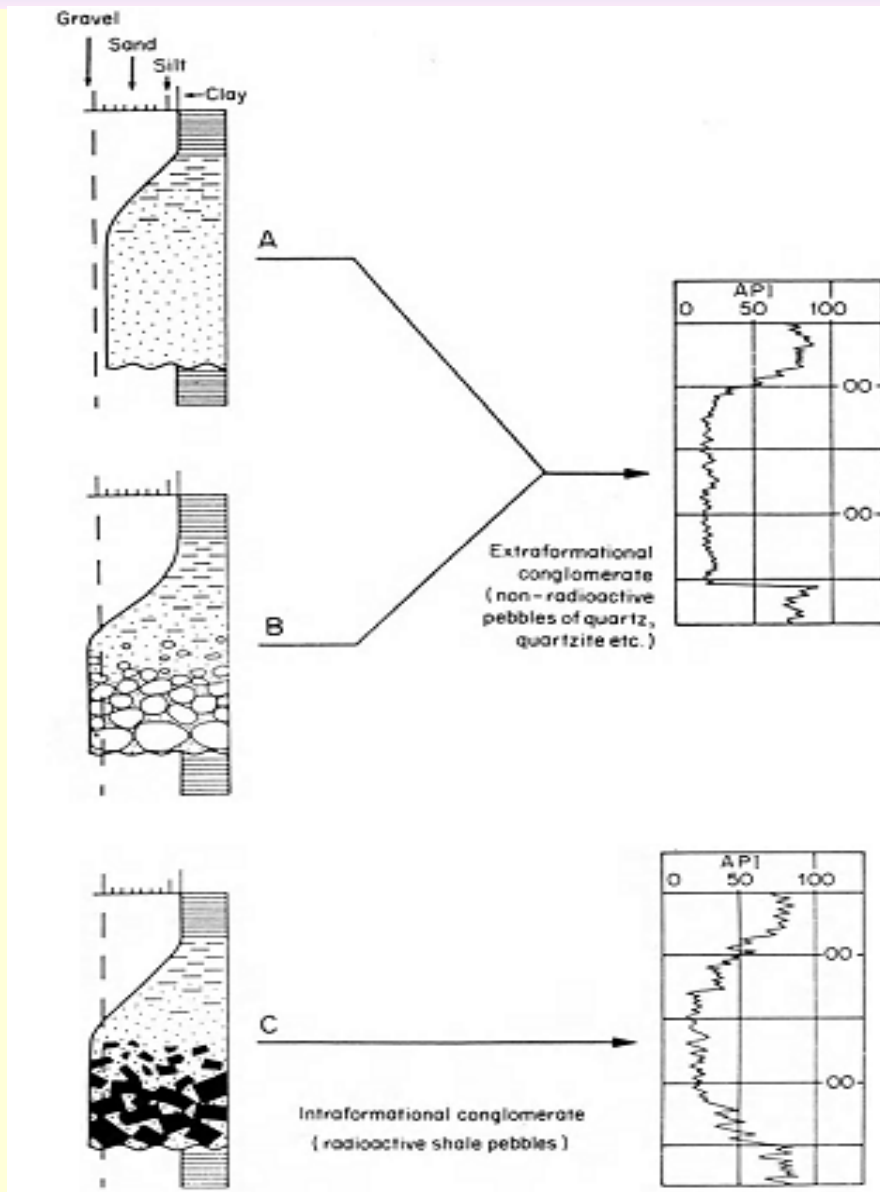 Gravel
Sand
Silt
Clay
A
API
0 50 100
00
00
Extraformational
conglomerate
(non-radioactive
pebbles of quartz,
quartzite etc.)
B
API
0 50 100
00
00
C
Intraformational conglomerate
(radioactive shale pebbles)